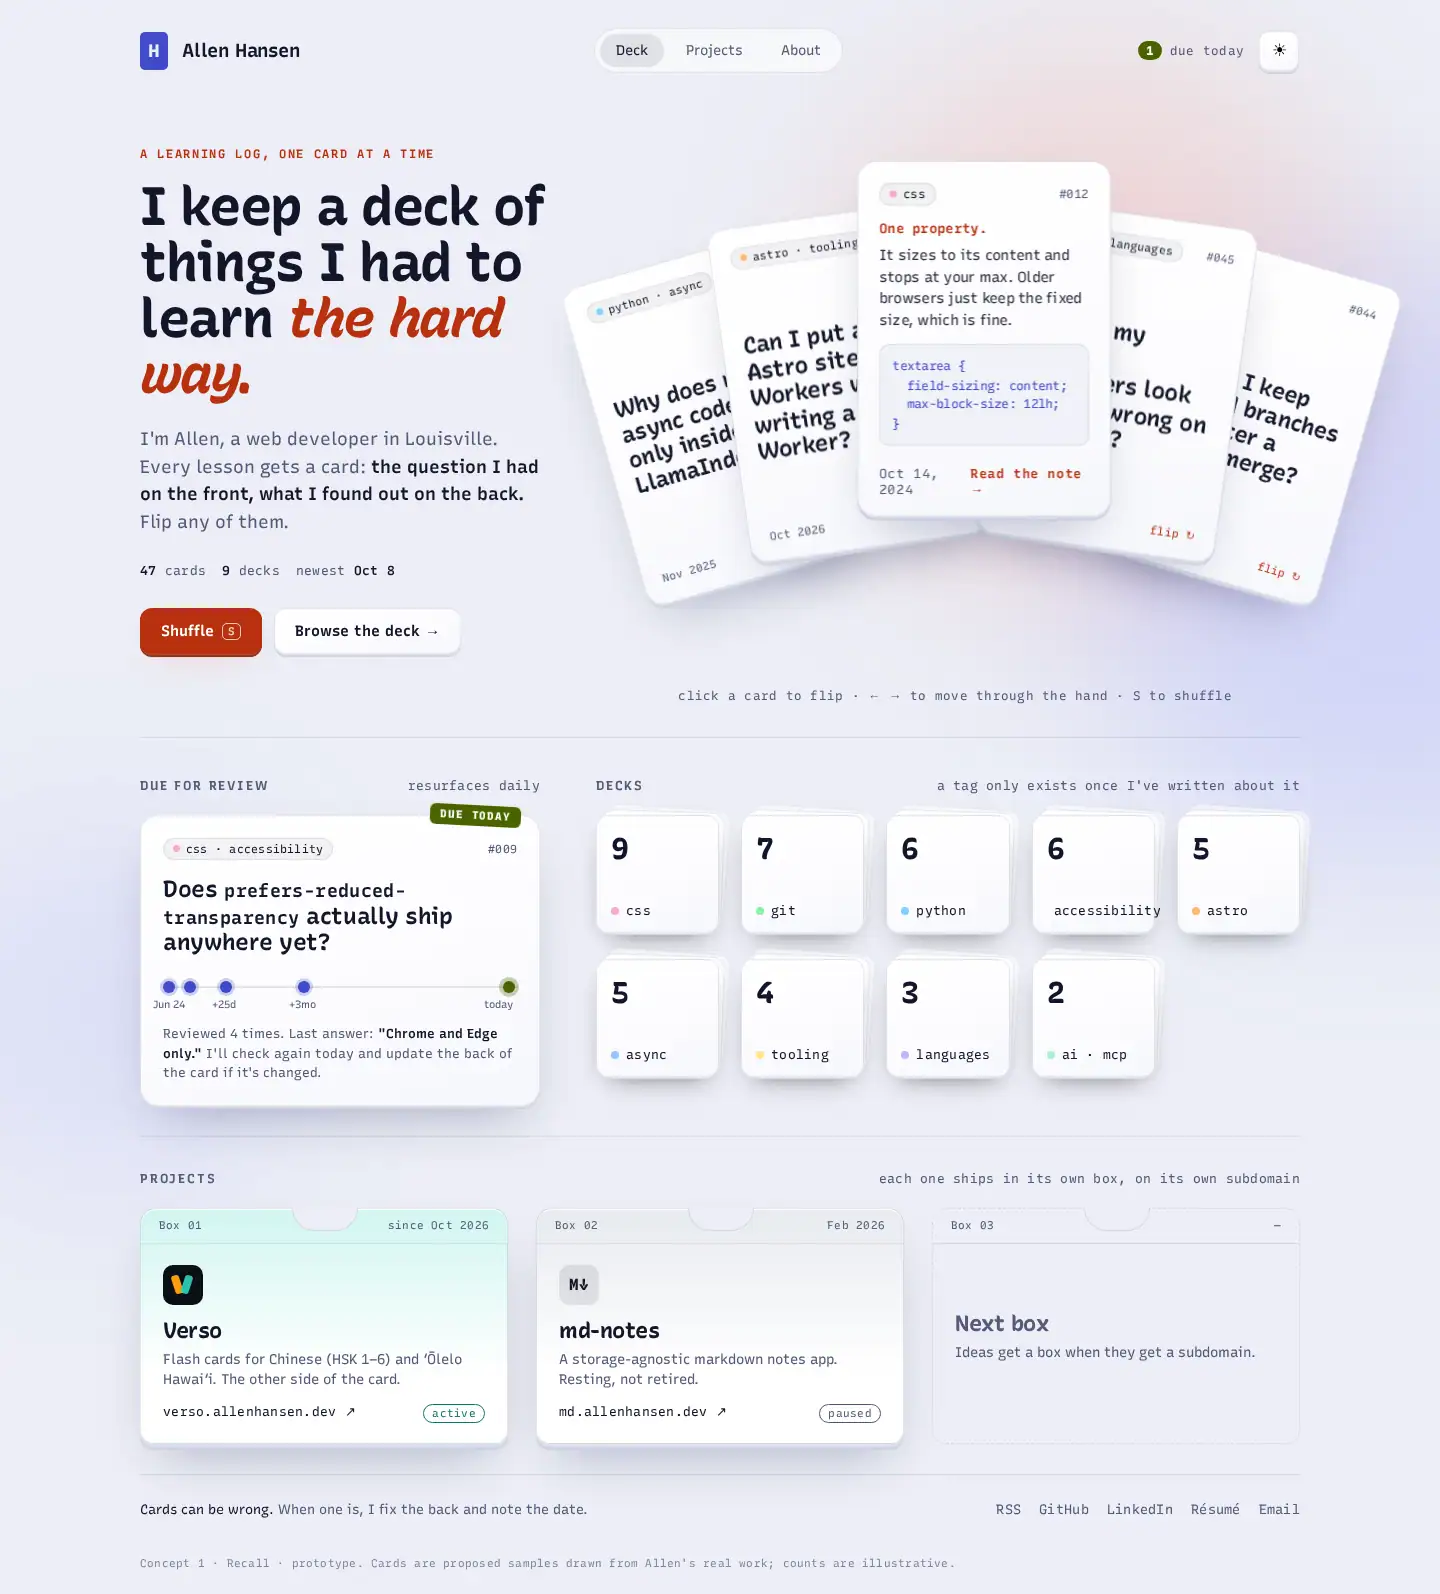 H Allen Hansen
Deck Projects About
1 due today
A LEARNING LOG, ONE CARD AT A TIME
I keep a deck of
things I had to
learn the hard
way.
I'm Allen, a web developer in Louisville.
Every lesson gets a card: the question I had
on the front, what I found out on the back.
Flip any of them.
47 cards 9 decks newest Oct 8
Shuffle S
Browse the deck →
python · async
Why does
async code
only insid
LlamaInd
Nov 2025
astro · tooling
Can I put
Astro site
Workers
writing a
Worker?
Oct 2026
css #012
One property.
It sizes to its content and
stops at your max. Older
browsers just keep the fixed
size, which is fine.
textarea {
field-sizing: content;
max-block-size: 12lh;
}
Oct 14,
2024
Read the note
→
languages #045
my
rs look
wrong on
?
flip ↻
#044
I keep
branches
er a
merge?
flip ↻
click a card to flip · ← → to move through the hand · S to shuffle
DUE FOR REVIEW resurfaces daily
DUE TODAY
css · accessibility #009
Does prefers-reduced-
transparency actually ship
anywhere yet?
Jun 24 +25d +3mo today
Reviewed 4 times. Last answer: "Chrome and Edge
only." I'll check again today and update the back of
the card if it's changed.
DECKS a tag only exists once I've written about it
9
css
7
git
6
python
6
accessibility
5
astro
5
async
4
tooling
3
languages
2
ai · mcp
PROJECTS each one ships in its own box, on its own subdomain
Box 01 since Oct 2026
Verso
Flash cards for Chinese (HSK 1–6) and ʻŌlelo
Hawaiʻi. The other side of the card.
verso.allenhansen.dev ↗ active
Box 02 Feb 2026
M↓
md-notes
A storage-agnostic markdown notes app.
Resting, not retired.
md.allenhansen.dev ↗ paused
Box 03 —
Next box
Ideas get a box when they get a subdomain.
Cards can be wrong. When one is, I fix the back and note the date.
RSS GitHub LinkedIn Résumé Email
Concept 1 · Recall · prototype. Cards are proposed samples drawn from Allen's real work; counts are illustrative.